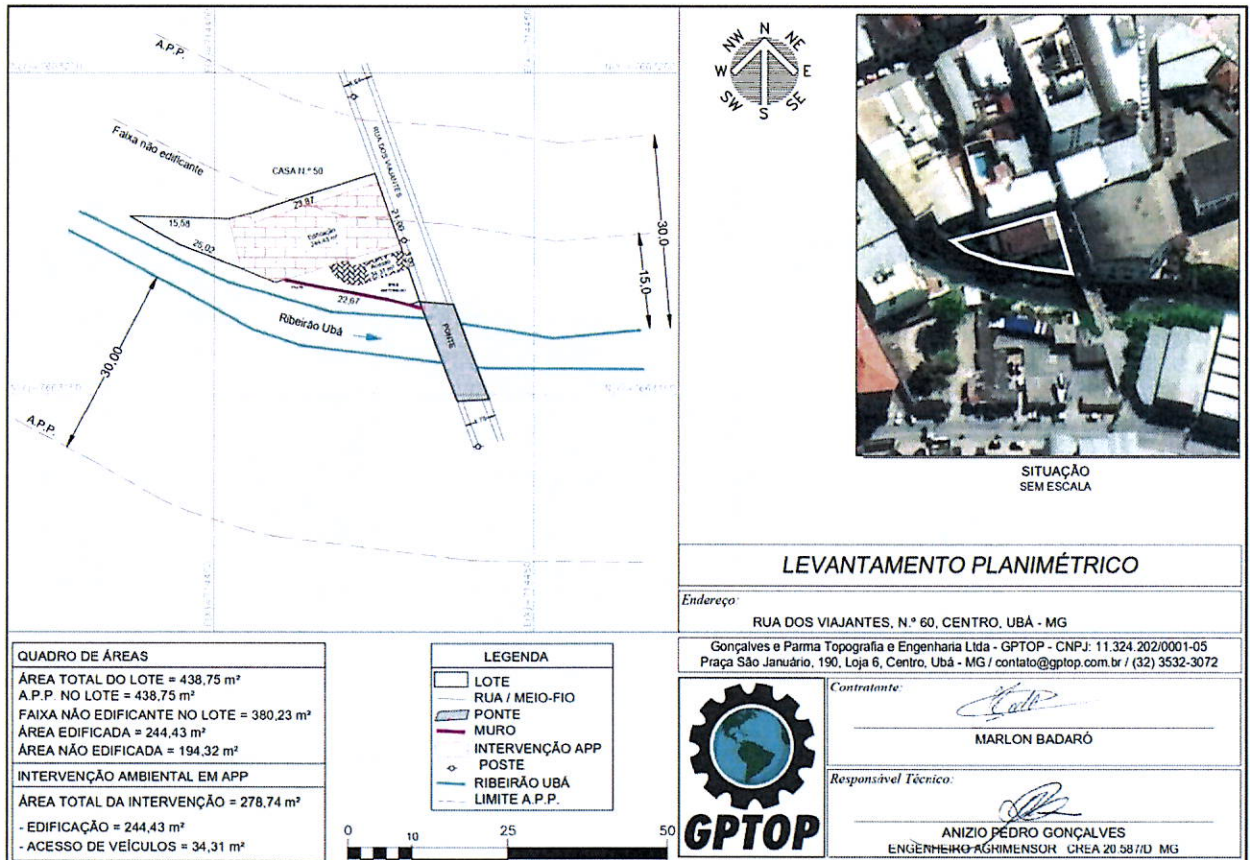 A.P.P.
Faixa não edificante
CASA N.º 50
23,87
15,58
25,02
Edificação
244,43 m²
RUA DOS VIAJANTES
21,00
22,67
Ribeirão Ubá
PONTE
30,00
A.P.P.
15,0
30,0
N
NE
E
SE
S
SW
W
NW
SITUAÇÃO
SEM ESCALA
LEVANTAMENTO PLANIMÉTRICO
Endereço:
RUA DOS VIAJANTES, N.º 60, CENTRO, UBÁ - MG
Gonçalves e Parma Topografia e Engenharia Ltda - GPTOP - CNPJ: 11.324.202/0001-05
Praça São Januário, 190, Loja 6, Centro, Ubá - MG / contato@gptop.com.br / (32) 3532-3072
GPTOP
Contratante:
MARLON BADARÓ
Responsável Técnico:
ANIZIO PEDRO GONÇALVES
ENGENHEIRO AGRIMENSOR CREA 20.587/D MG
QUADRO DE ÁREAS
ÁREA TOTAL DO LOTE = 438,75 m²
A.P.P. NO LOTE = 438,75 m²
FAIXA NÃO EDIFICANTE NO LOTE = 380,23 m²
ÁREA EDIFICADA = 244,43 m²
ÁREA NÃO EDIFICADA = 194,32 m²
INTERVENÇÃO AMBIENTAL EM APP
ÁREA TOTAL DA INTERVENÇÃO = 278,74 m²
- EDIFICAÇÃO = 244,43 m²
- ACESSO DE VEÍCULOS = 34,31 m²
LEGENDA
LOTE
RUA / MEIO-FIO
PONTE
MURO
INTERVENÇÃO APP
POSTE
RIBEIRÃO UBÁ
LIMITE A.P.P.
0 10 25 50